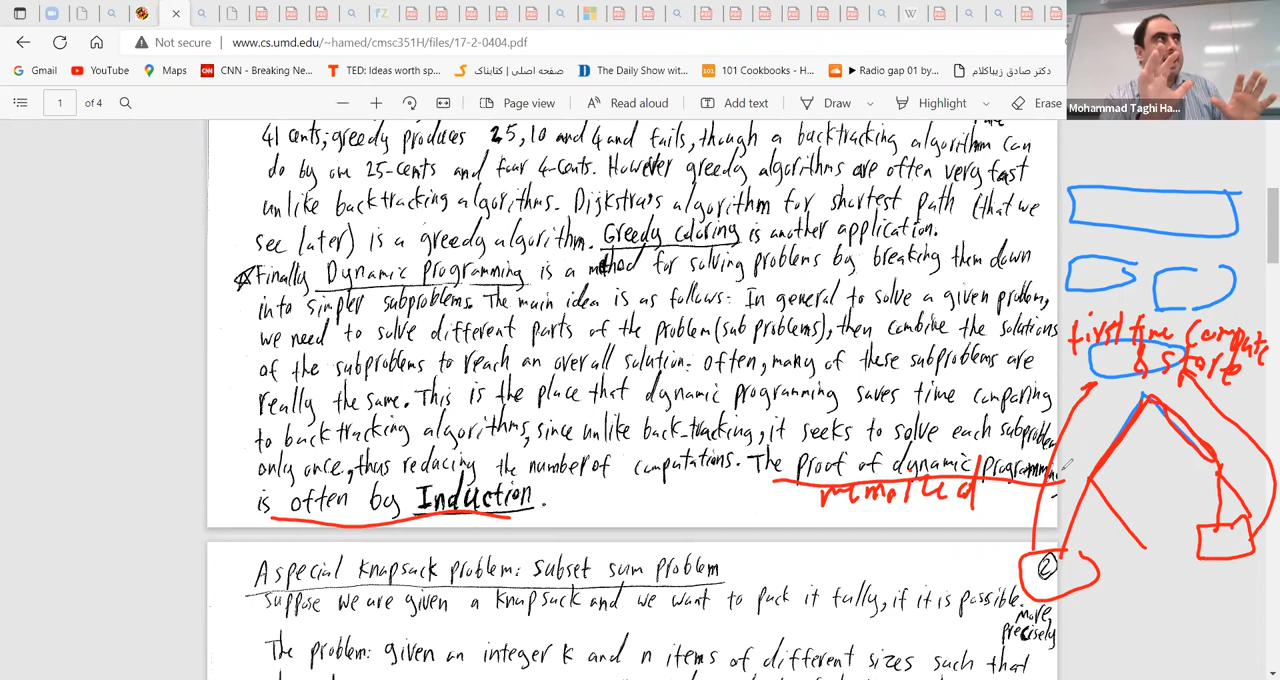 Not secure
www.cs.umd.edu/~hamed/cmsc351H/files/17-2-0404.pdf
Gmail
YouTube
Maps
CNN - Breaking Ne...
TED: Ideas worth sp...
صفحه اصلی | کتابناک
The Daily Show wit...
101 Cookbooks - H...
Radio gap 01 by...
دکتر صادق زیباکلام
1 of 4
Page view
Read aloud
Add text
Draw
Highlight
Erase
Mohammad Taghi Ha...
41 cents; greedy produces 25, 10 and 4 and fails, though a backtracking algorithm can
do by one 25-cents and four 4-cents. However greedy algorithms are often very fast
unlike backtracking algorithms. Dijkstra's algorithm for shortest path (that we
see later) is a greedy algorithm. Greedy coloring is another application.
Finally Dynamic programming is a method for solving problems by breaking them down
into simpler subproblems. The main idea is as follows: In general to solve a given problem,
we need to solve different parts of the problem (subproblems), then combine the solutions
of the subproblems to reach an overall solution. Often, many of these subproblems are
really the same. This is the place that dynamic programming saves time comparing
to backtracking algorithms, since unlike back-tracking, it seeks to solve each subproblem
only once, thus reducing the number of computations. The proof of dynamic programming
is often by Induction.
memoized
first time compute
& store
2
A special knapsack problem: subset sum problem
suppose we are given a knapsack and we want to pack it fully, if it is possible.
more
precisely
The problem: given an integer k and n items of different sizes such that